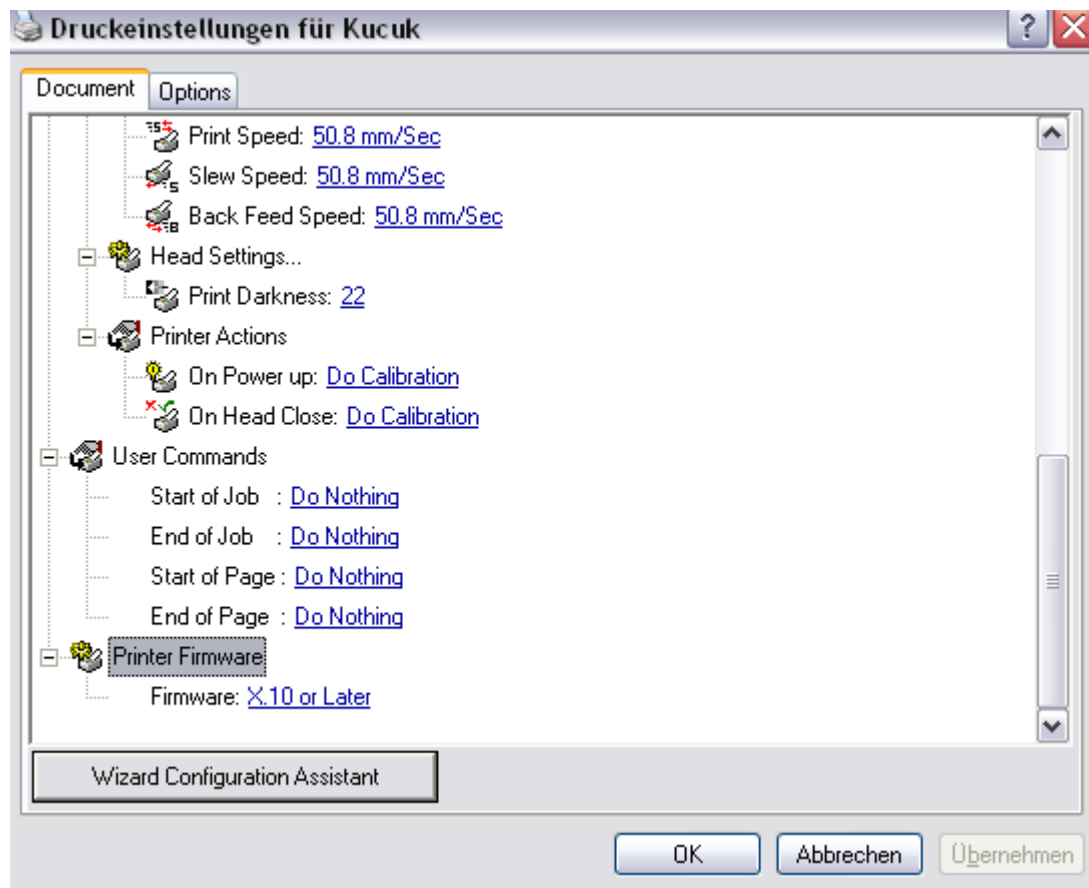 Druckeinstellungen für Kucuk
?
Document Options
Print Speed: 50.8 mm/Sec
Slew Speed: 50.8 mm/Sec
Back Feed Speed: 50.8 mm/Sec
Head Settings...
Print Darkness: 22
Printer Actions
On Power up: Do Calibration
On Head Close: Do Calibration
User Commands
Start of Job : Do Nothing
End of Job : Do Nothing
Start of Page : Do Nothing
End of Page : Do Nothing
Printer Firmware
Firmware: X.10 or Later
Wizard Configuration Assistant
OK Abbrechen Übernehmen